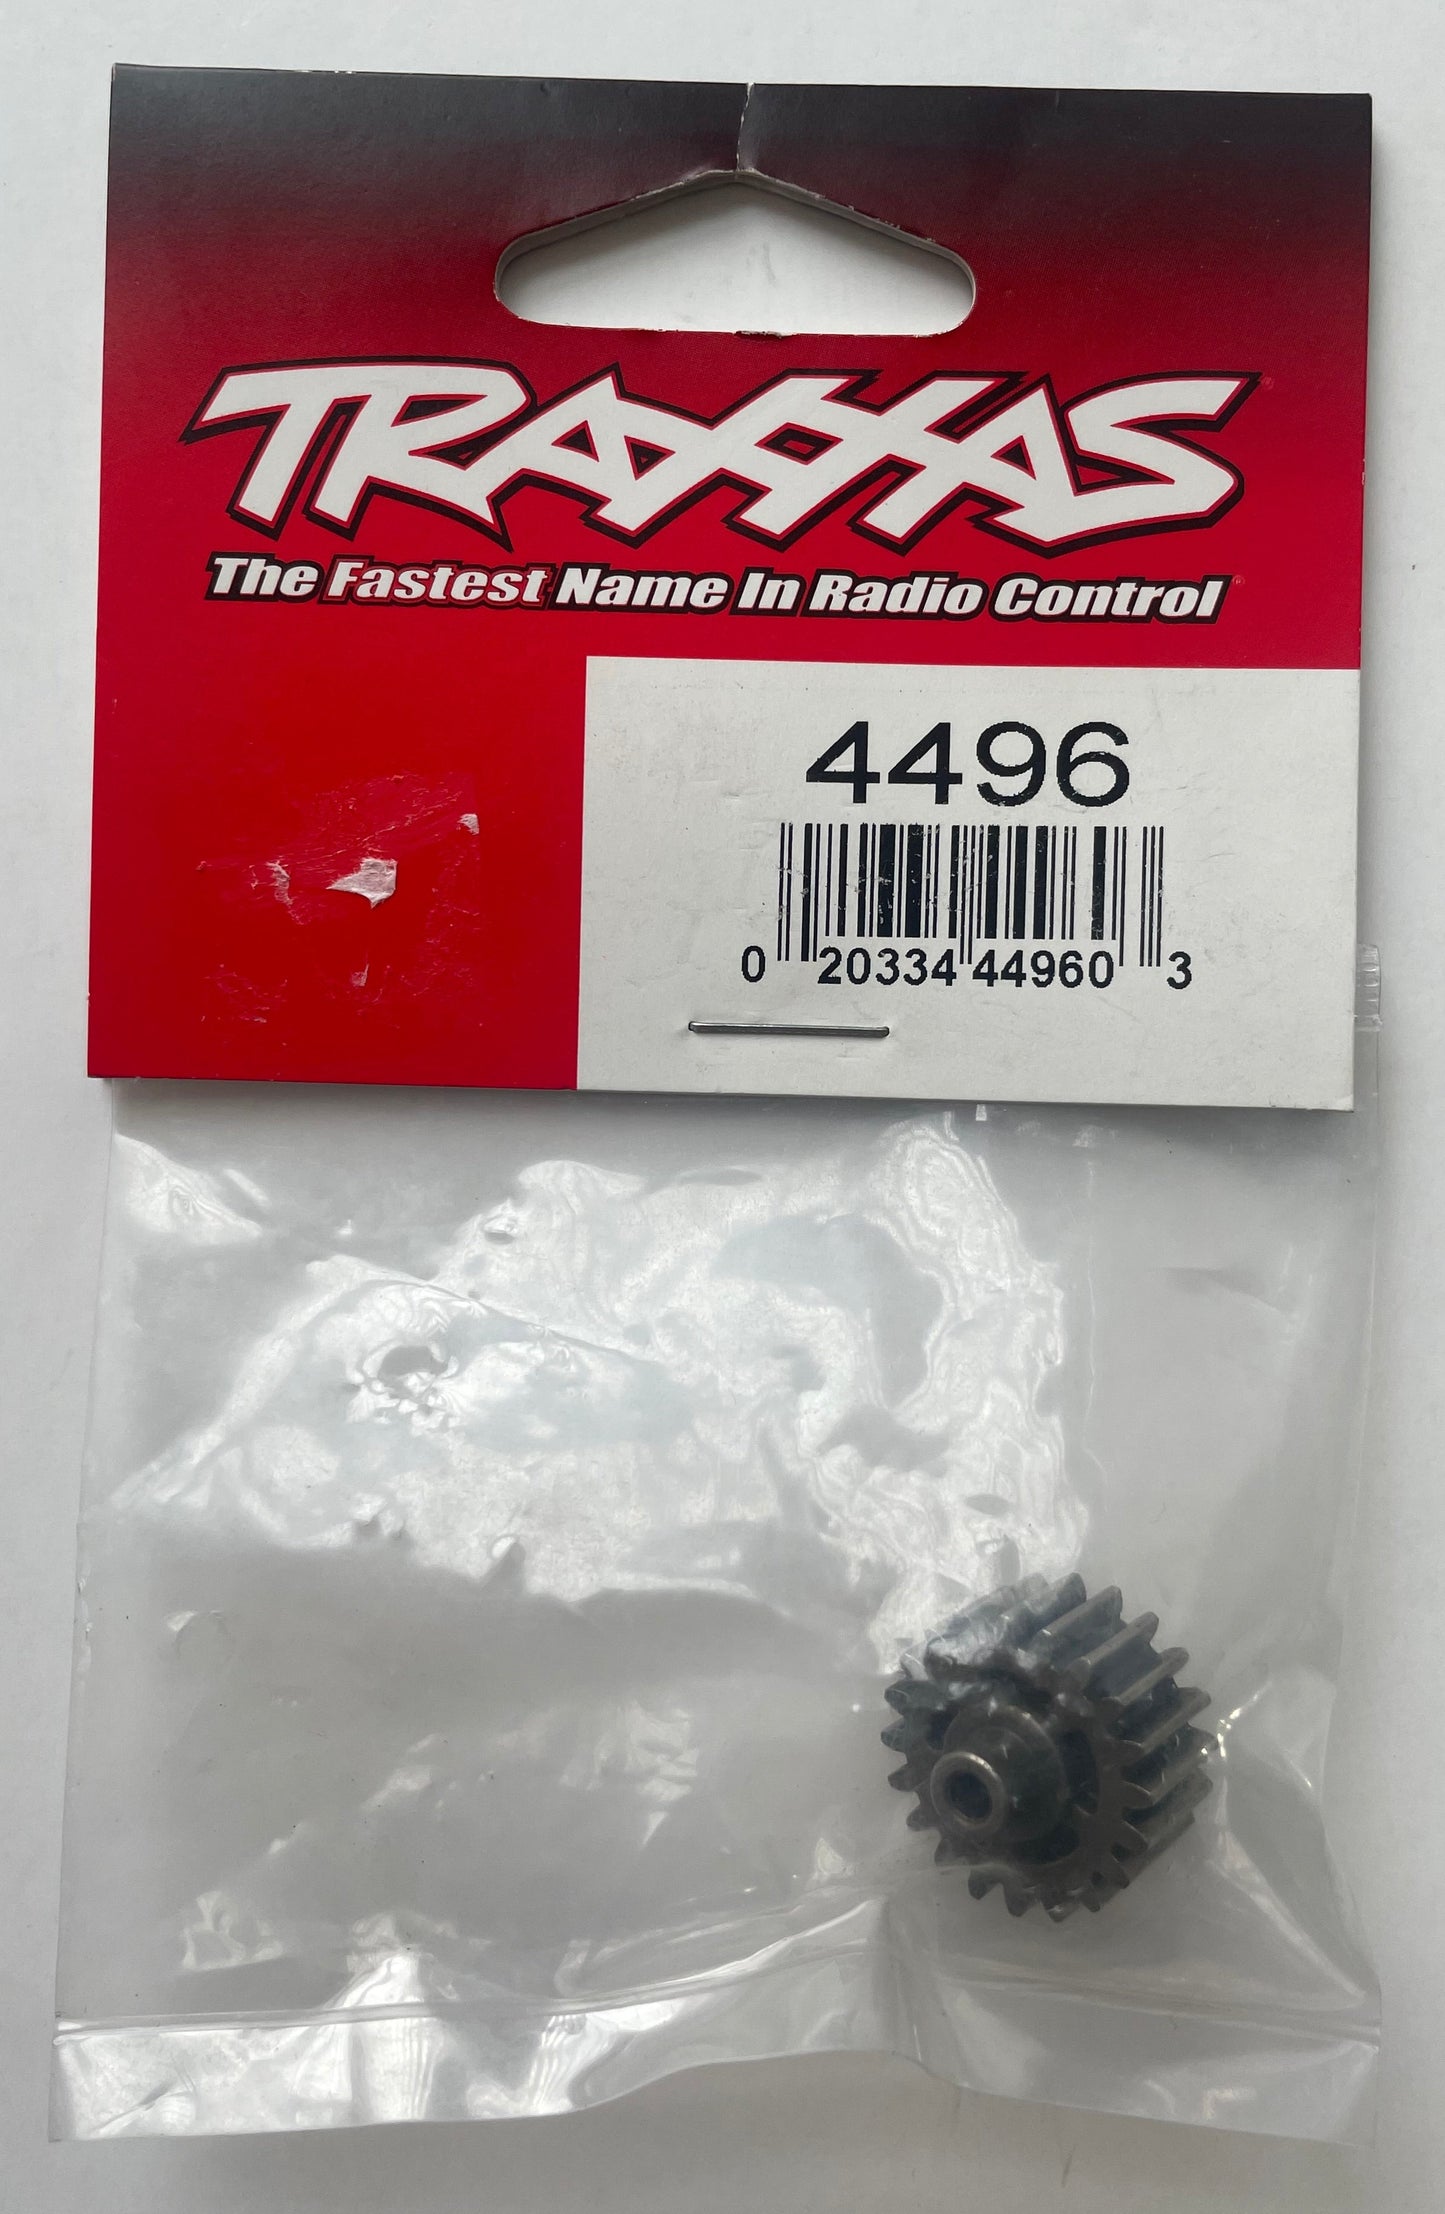 TRAXXAS
The Fastest Name In Radio Control
4496
0 20334 44960 3